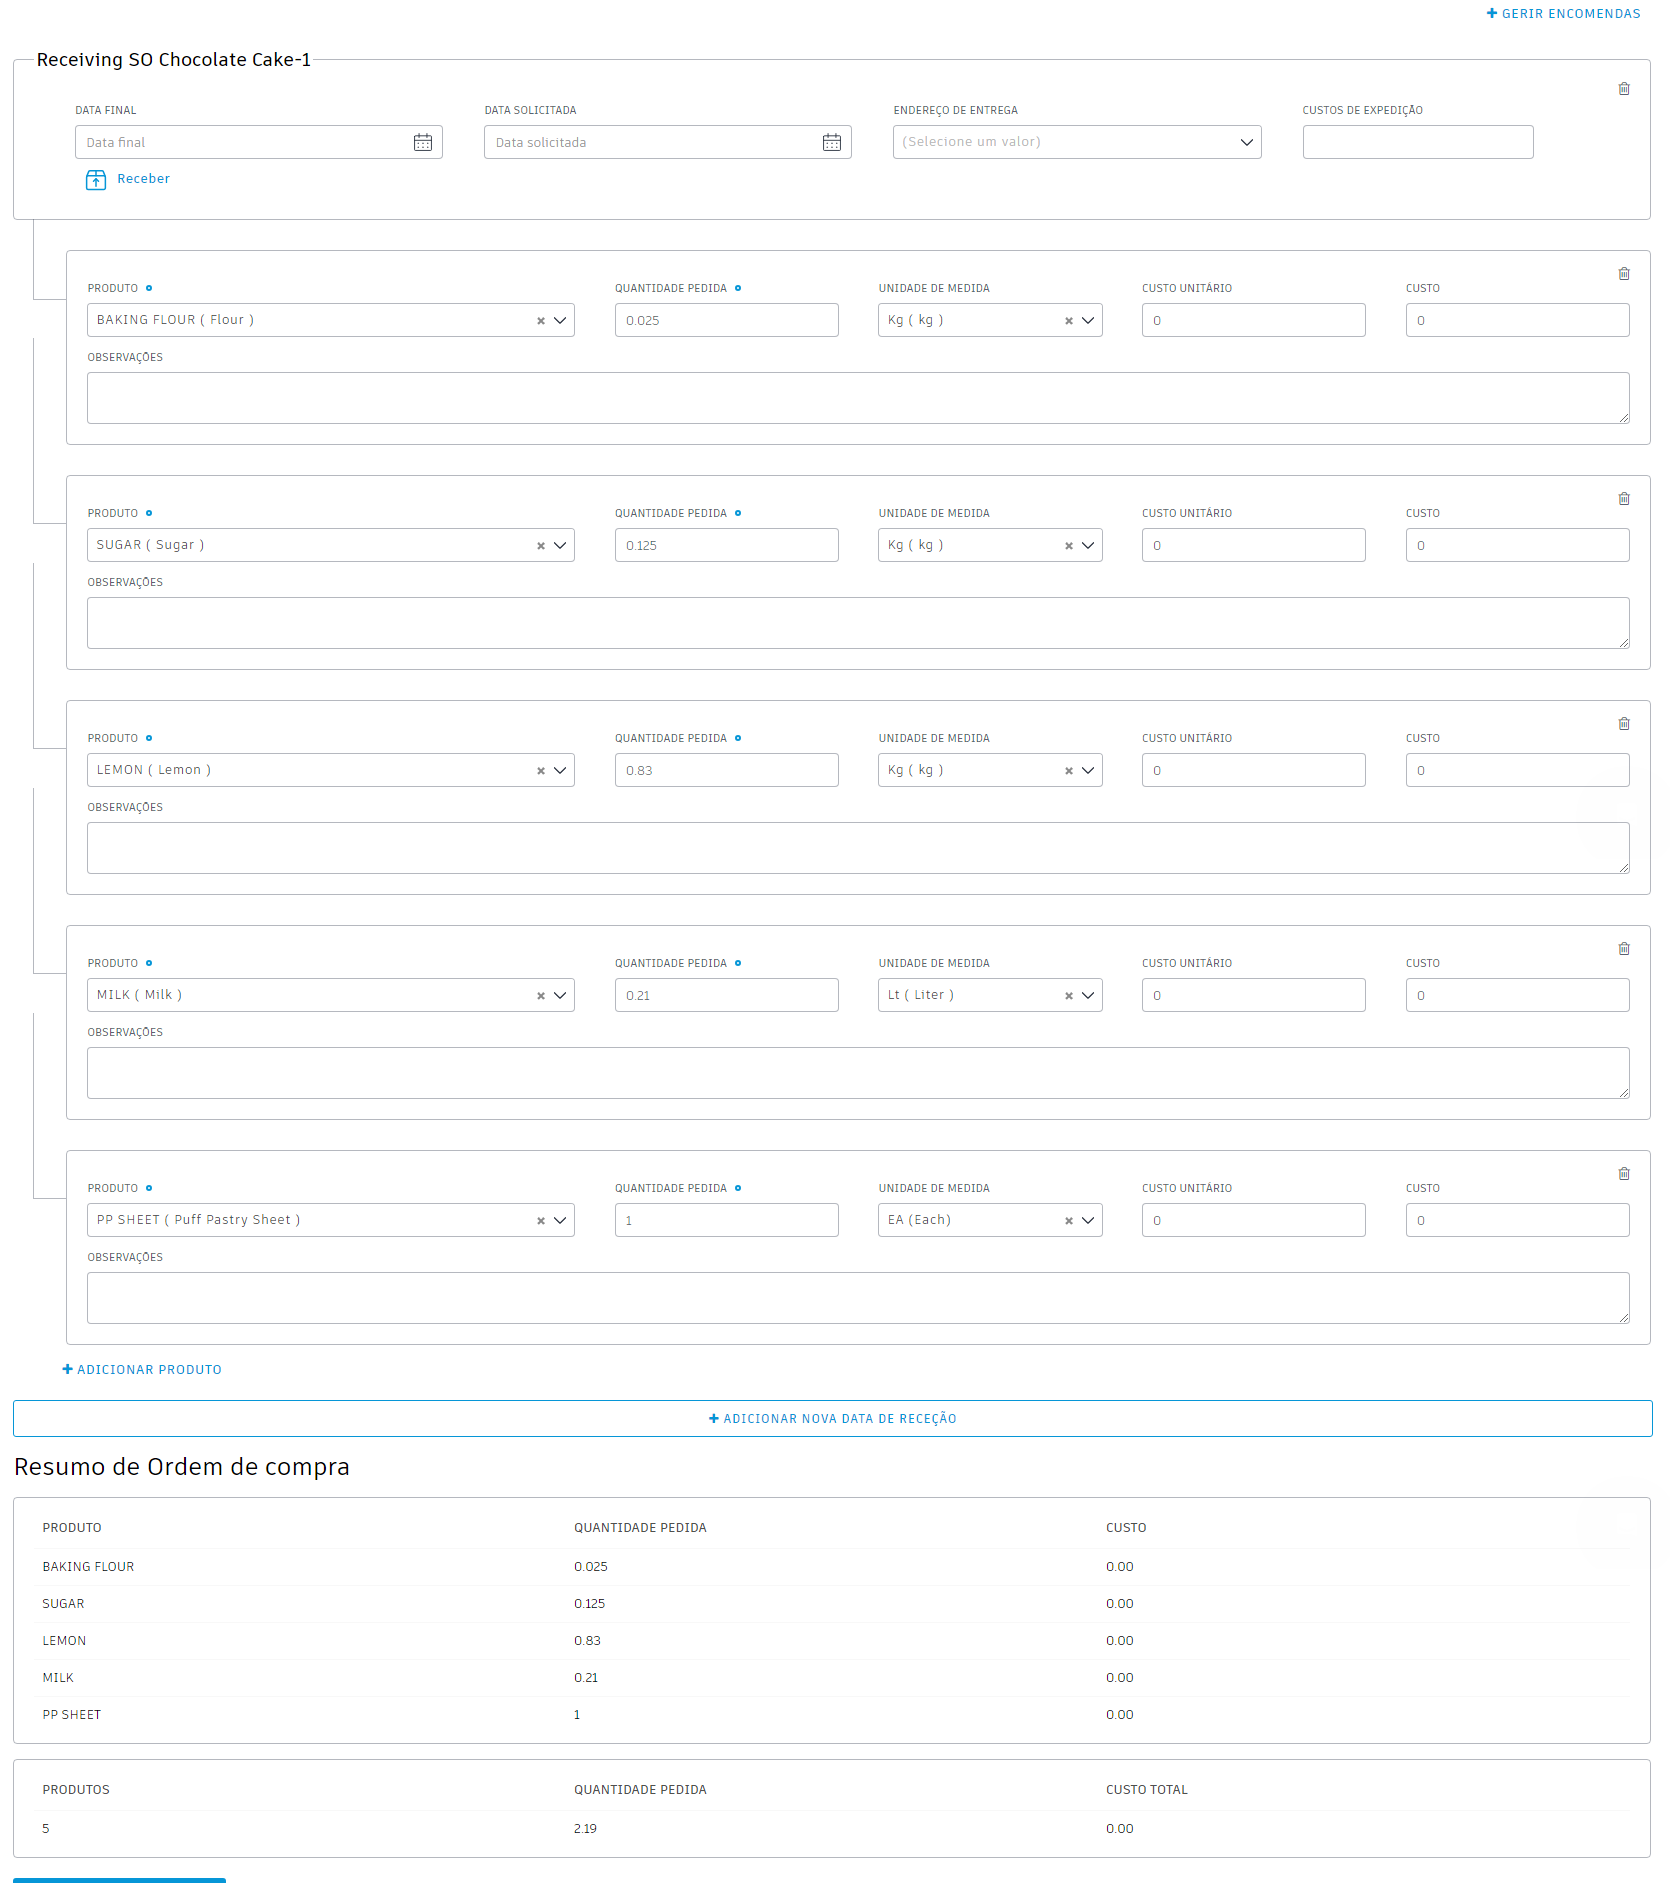 GERIR ENCOMENDAS
Receiving SO Chocolate Cake-1
DATA FINAL DATA SOLICITADA ENDEREÇO DE ENTREGA CUSTOS DE EXPEDIÇÃO
Data final Data solicitada (Selecione um valor)
Receber
PRODUTO QUANTIDADE PEDIDA UNIDADE DE MEDIDA CUSTO UNITÁRIO CUSTO
BAKING FLOUR ( Flour ) 0.025 Kg ( kg ) 0 0
OBSERVAÇÕES
PRODUTO QUANTIDADE PEDIDA UNIDADE DE MEDIDA CUSTO UNITÁRIO CUSTO
SUGAR ( Sugar ) 0.125 Kg ( kg ) 0 0
OBSERVAÇÕES
PRODUTO QUANTIDADE PEDIDA UNIDADE DE MEDIDA CUSTO UNITÁRIO CUSTO
LEMON ( Lemon ) 0.83 Kg ( kg ) 0 0
OBSERVAÇÕES
PRODUTO QUANTIDADE PEDIDA UNIDADE DE MEDIDA CUSTO UNITÁRIO CUSTO
MILK ( Milk ) 0.21 Lt ( Liter ) 0 0
OBSERVAÇÕES
PRODUTO QUANTIDADE PEDIDA UNIDADE DE MEDIDA CUSTO UNITÁRIO CUSTO
PP SHEET ( Puff Pastry Sheet ) 1 EA (Each) 0 0
OBSERVAÇÕES
ADICIONAR PRODUTO
ADICIONAR NOVA DATA DE RECEÇÃO
Resumo de Ordem de compra
PRODUTO QUANTIDADE PEDIDA CUSTO
BAKING FLOUR 0.025 0.00
SUGAR 0.125 0.00
LEMON 0.83 0.00
MILK 0.21 0.00
PP SHEET 1 0.00
PRODUTOS QUANTIDADE PEDIDA CUSTO TOTAL
5 2.19 0.00